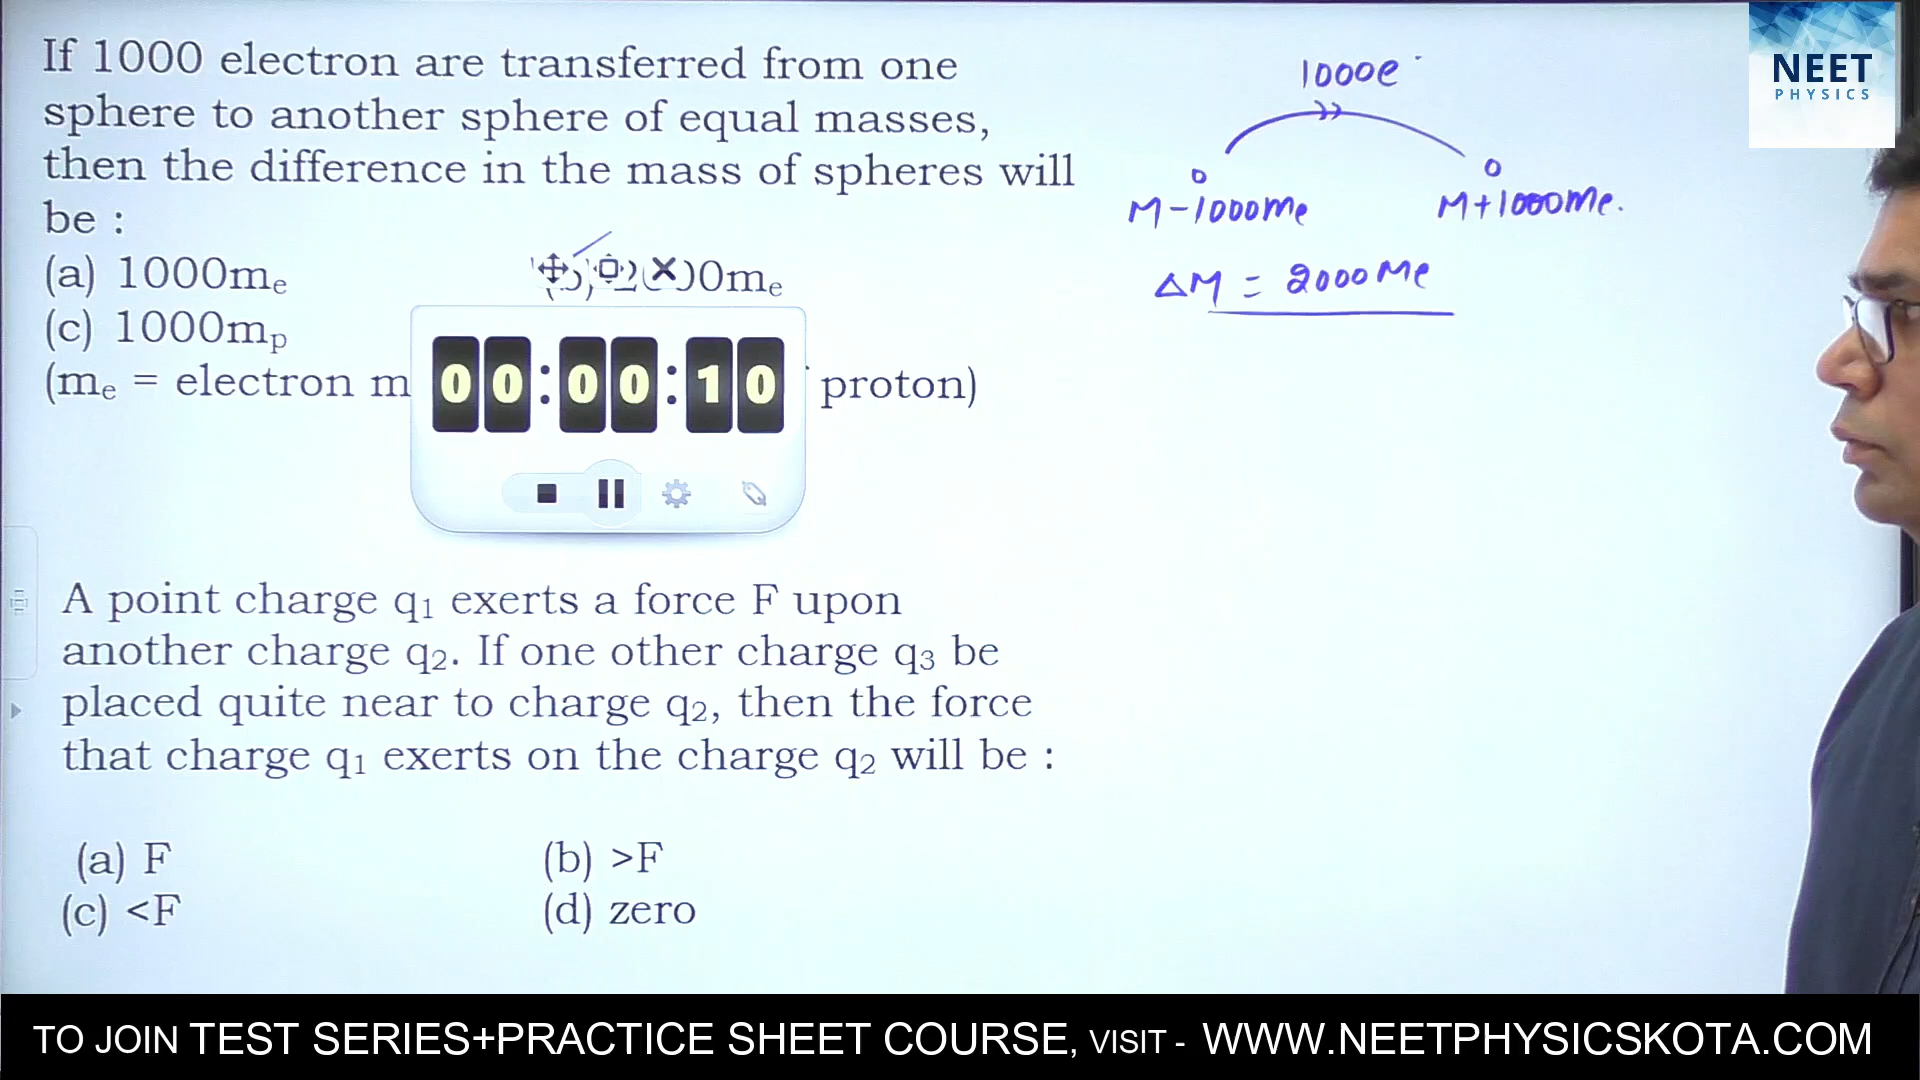 If 1000 electron are transferred from one
sphere to another sphere of equal masses,
then the difference in the mass of spheres will
be :
(a) 1000mₑ
0mₑ
(c) 1000mₚ
(mₑ = electron m
proton)
00:00:10
1000e⁻
M-1000me
M+1000me.
ΔM = 2000Me
NEET
PHYSICS
A point charge q₁ exerts a force F upon
another charge q₂. If one other charge q₃ be
placed quite near to charge q₂, then the force
that charge q₁ exerts on the charge q₂ will be :
(a) F
(b) >F
(c) <F
(d) zero
TO JOIN TEST SERIES+PRACTICE SHEET COURSE, VISIT - WWW.NEETPHYSICSKOTA.COM